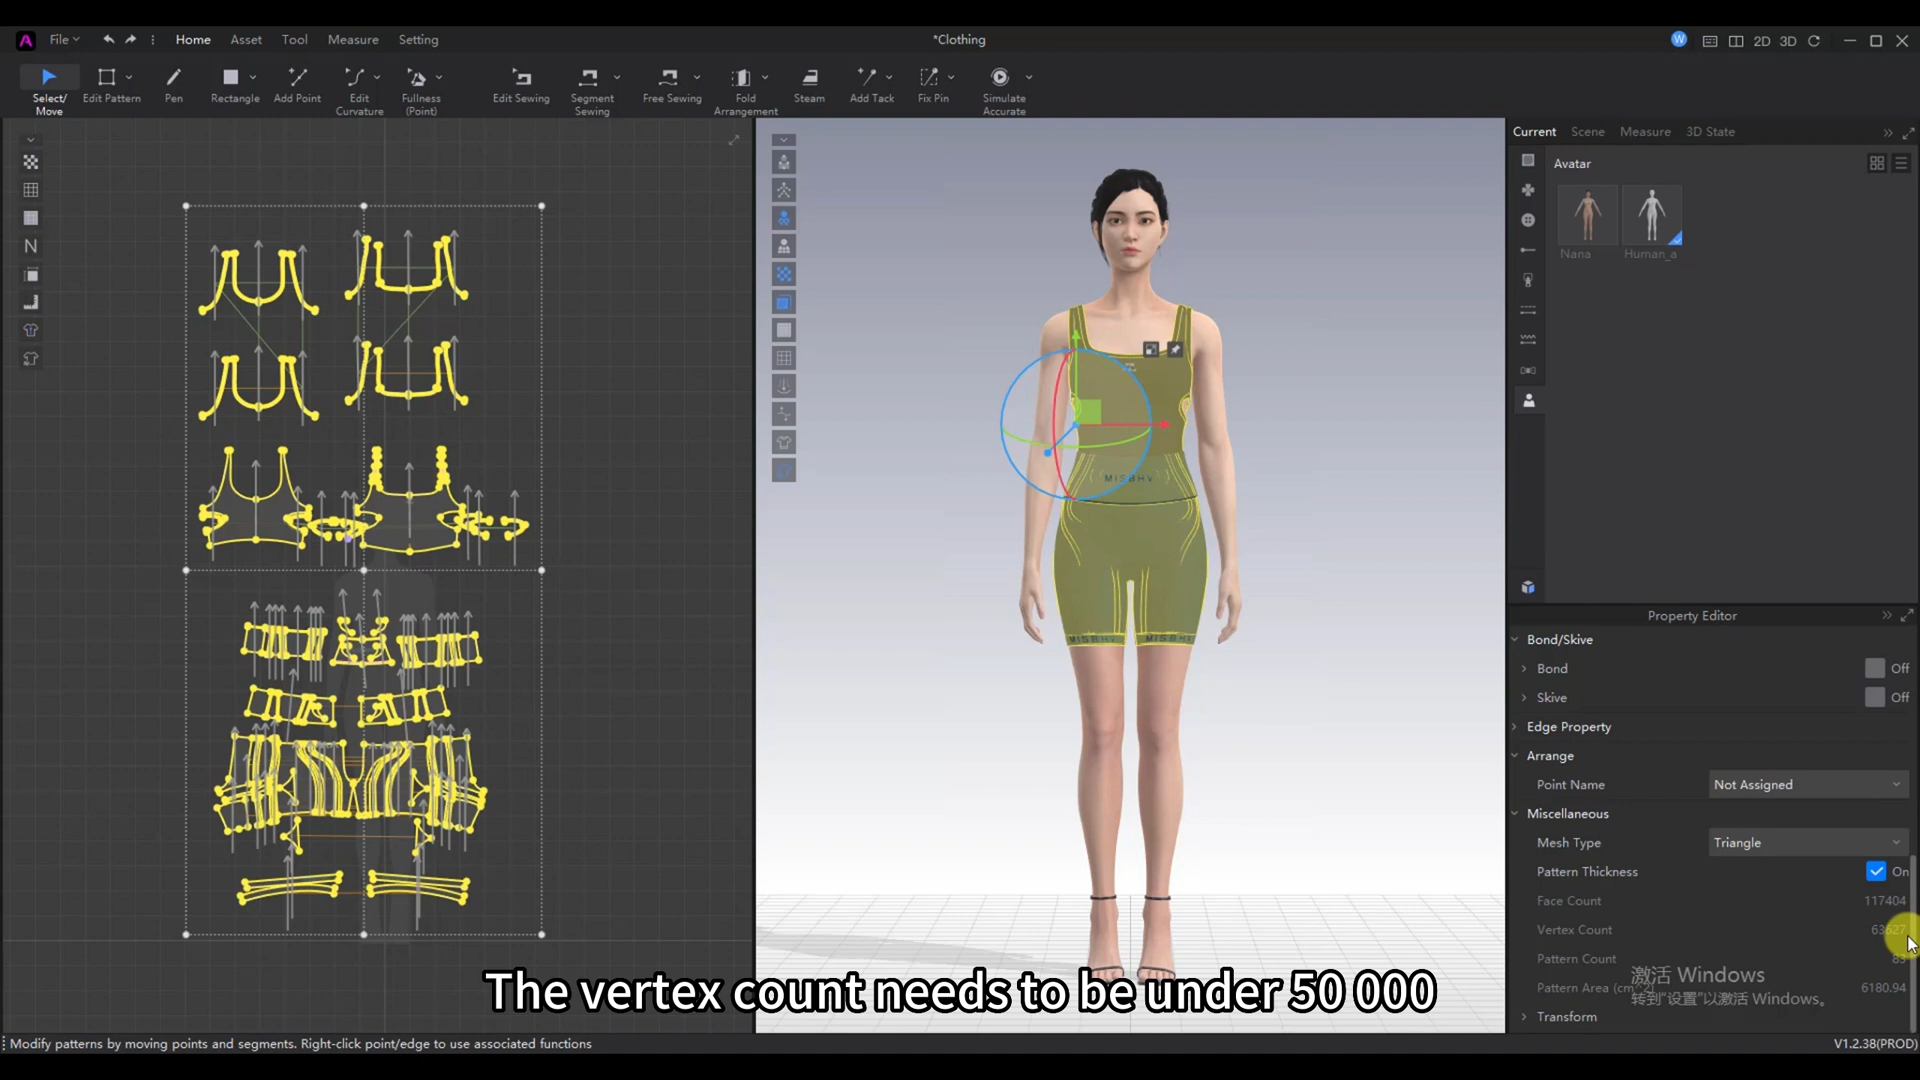 File
Home
Asset
Tool
Measure
Setting
*Clothing
W
2D
3D
Select/
Move
Edit Pattern
Pen
Rectangle
Add Point
Edit
Curvature
Fullness
(Point)
Edit Sewing
Segment
Sewing
Free Sewing
Fold
Arrangement
Steam
Add Tack
Fix Pin
Simulate
Accurate
Current
Scene
Measure
3D State
Avatar
Nana
Human_a
MISBHV
MISBHV
MISBHV
Property Editor
Bond/Skive
Bond
Off
Skive
Off
Edge Property
Arrange
Point Name
Not Assigned
Miscellaneous
Mesh Type
Triangle
Pattern Thickness
On
Face Count
117404
Vertex Count
63627
Pattern Count
83
Pattern Area (cm^2)
6180.94
Transform
激活 Windows
转到"设置"以激活 Windows。
The vertex count needs to be under 50 000
Modify patterns by moving points and segments. Right-click point/edge to use associated functions
V1.2.38(PROD)